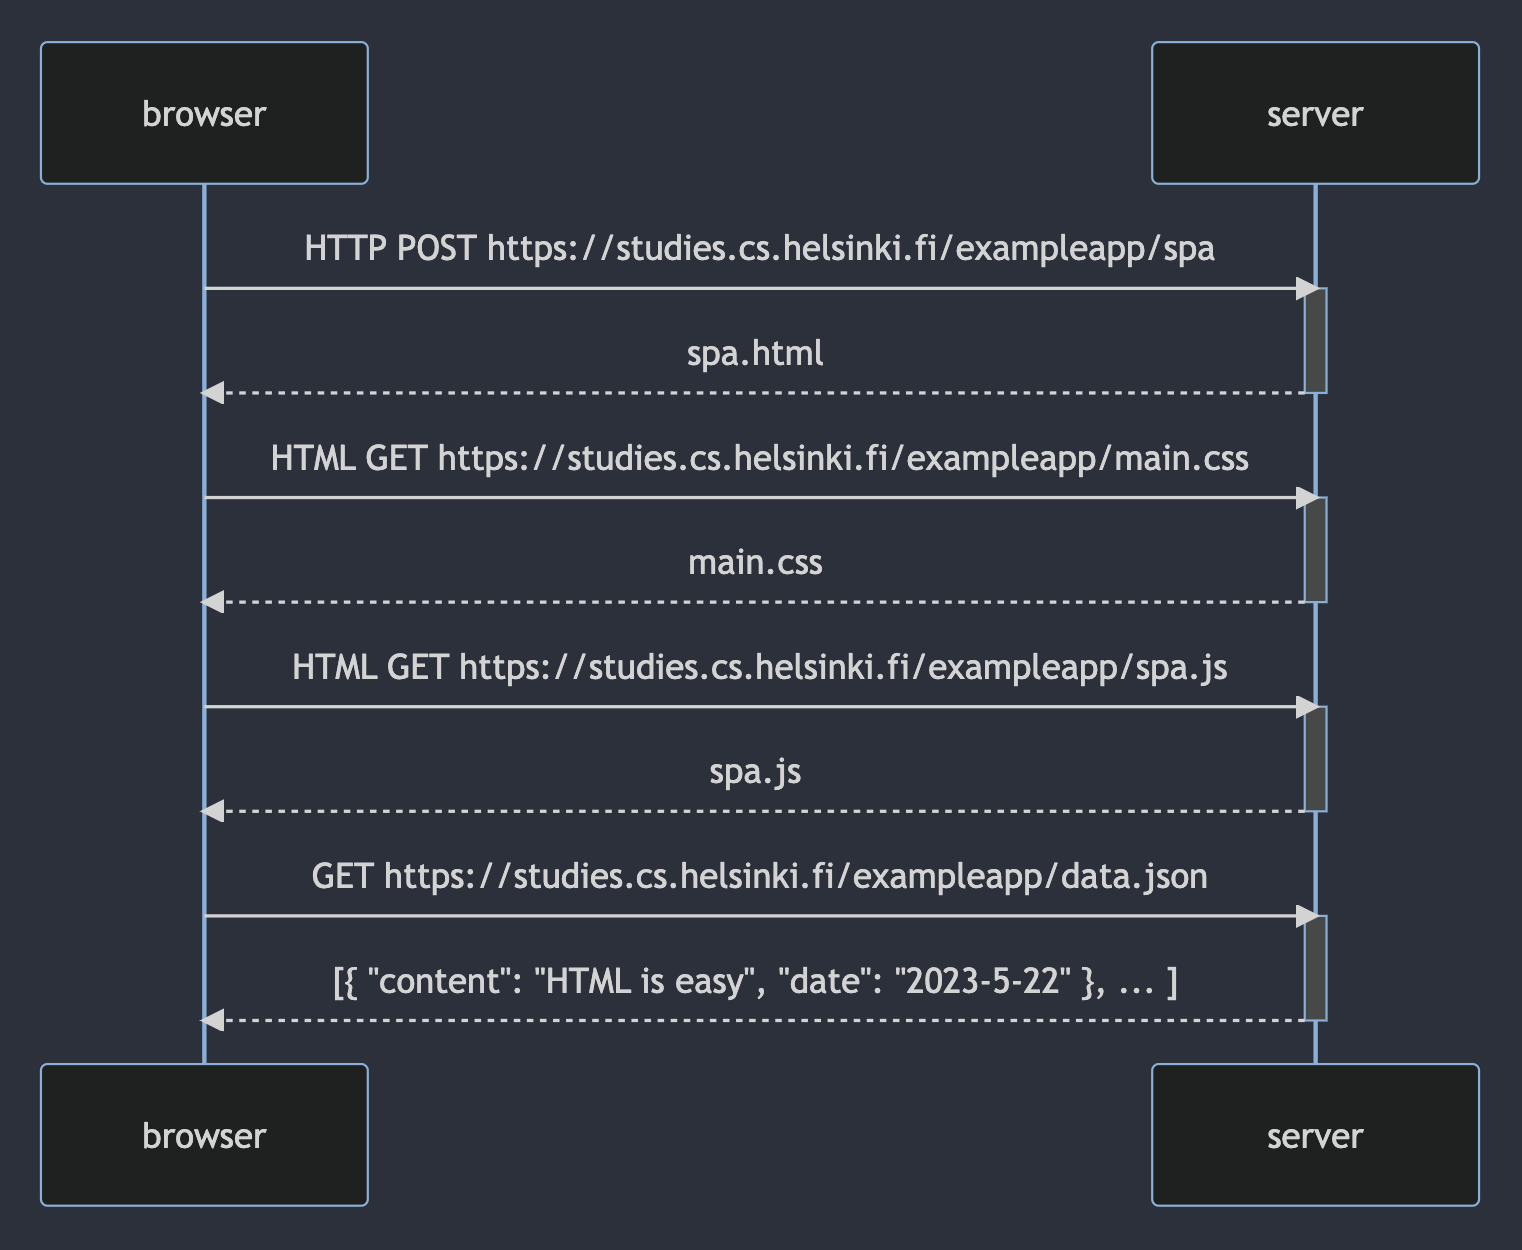 browser
server
HTTP POST https://studies.cs.helsinki.fi/exampleapp/spa
spa.html
HTML GET https://studies.cs.helsinki.fi/exampleapp/main.css
main.css
HTML GET https://studies.cs.helsinki.fi/exampleapp/spa.js
spa.js
GET https://studies.cs.helsinki.fi/exampleapp/data.json
[{ "content": "HTML is easy", "date": "2023-5-22" }, ... ]
browser
server